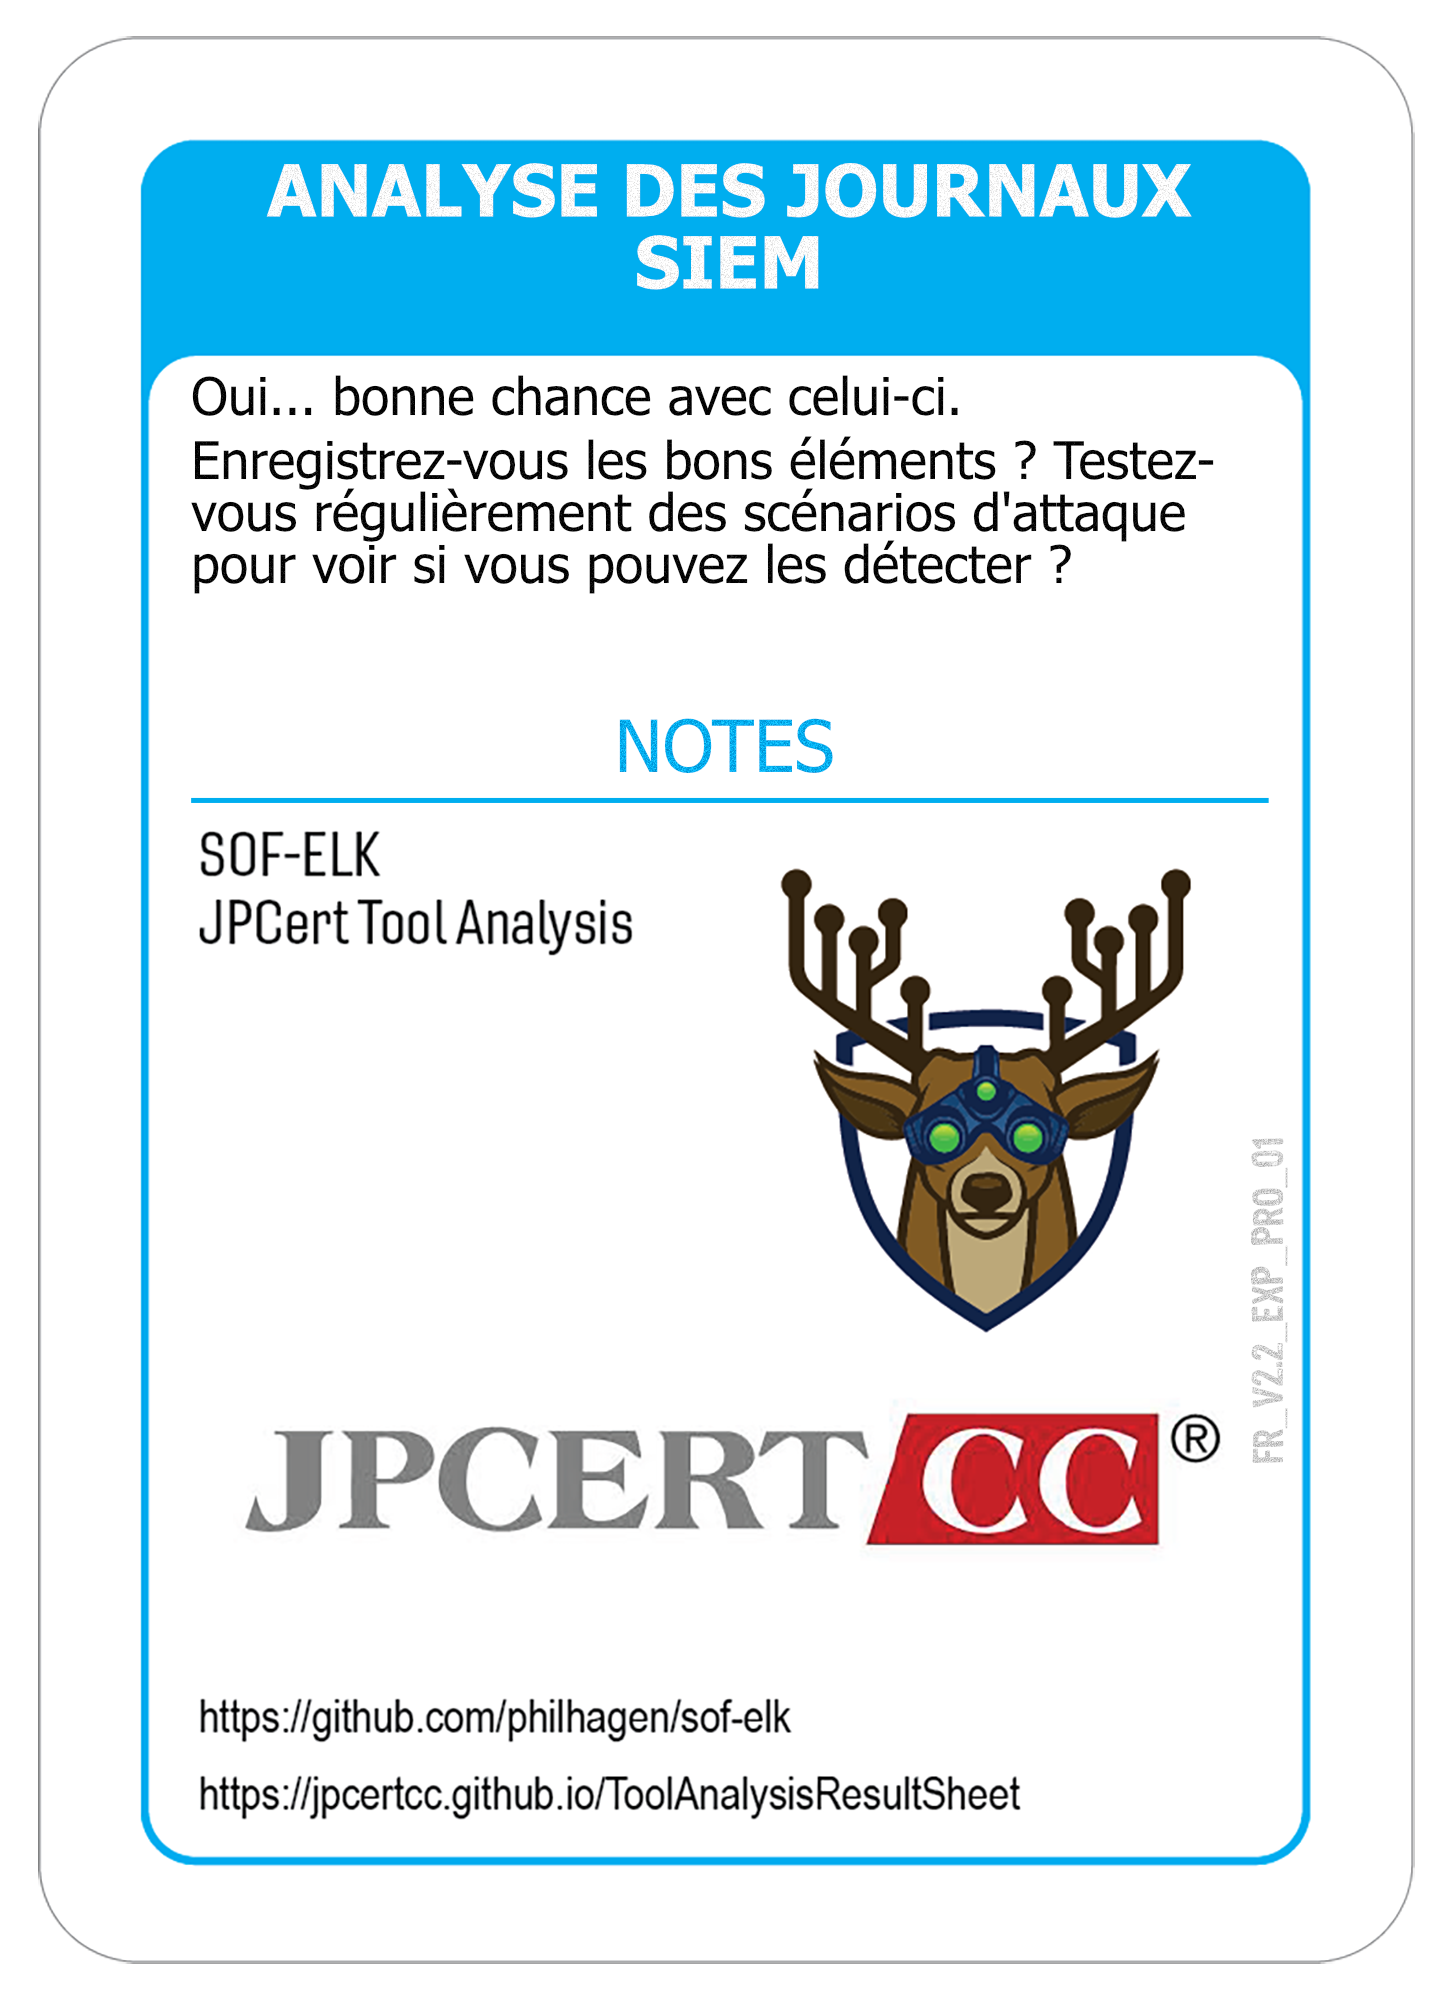 ANALYSE DES JOURNAUX
SIEM
Oui... bonne chance avec celui-ci.
Enregistrez-vous les bons éléments ? Testez-
vous régulièrement des scénarios d'attaque
pour voir si vous pouvez les détecter ?
NOTES
SOF-ELK
JPCert Tool Analysis
FR_V2.2_EXP_PRO_01
JPCERT CC®
https://github.com/philhagen/sof-elk
https://jpcertcc.github.io/ToolAnalysisResultSheet